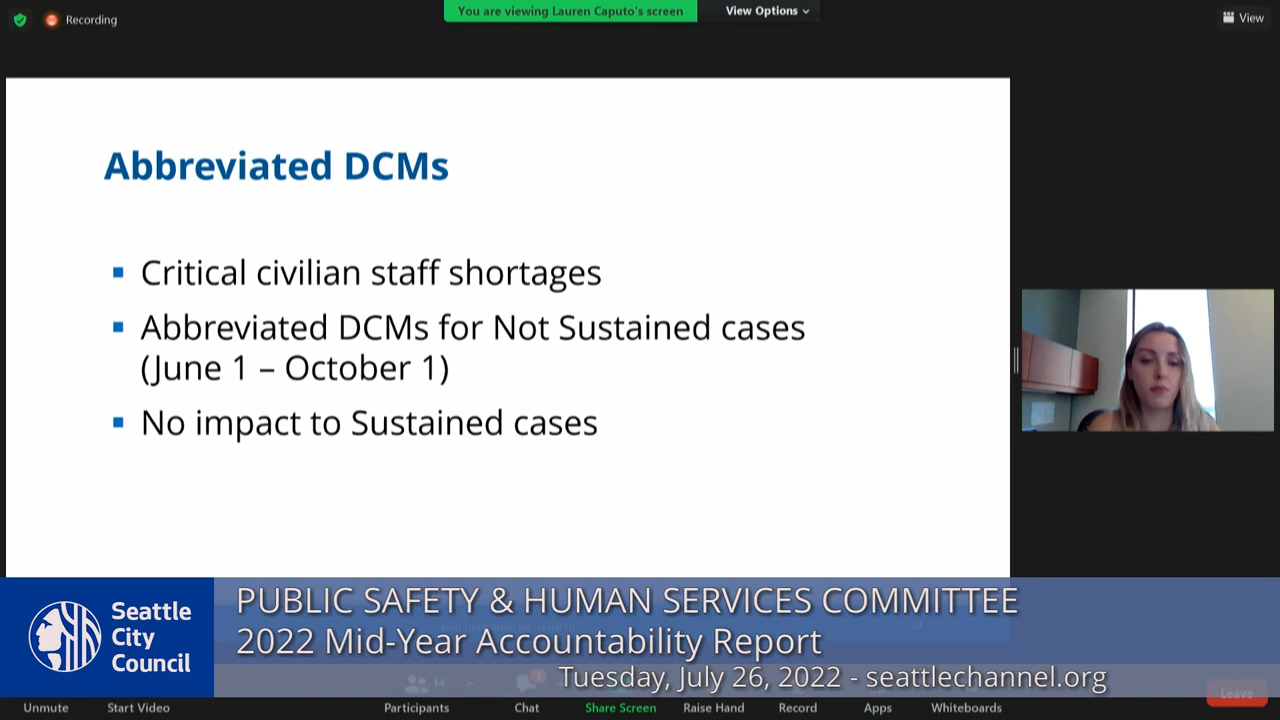 Recording
You are viewing Lauren Caputo's screen
View Options
View
Abbreviated DCMs
Critical civilian staff shortages
Abbreviated DCMs for Not Sustained cases
(June 1 – October 1)
No impact to Sustained cases
Seattle
City
Council
PUBLIC SAFETY & HUMAN SERVICES COMMITTEE
2022 Mid-Year Accountability Report
Tuesday, July 26, 2022 - seattlechannel.org
14
1
Leave
Unmute
Start Video
Participants
Chat
Share Screen
Raise Hand
Record
Apps
Whiteboards